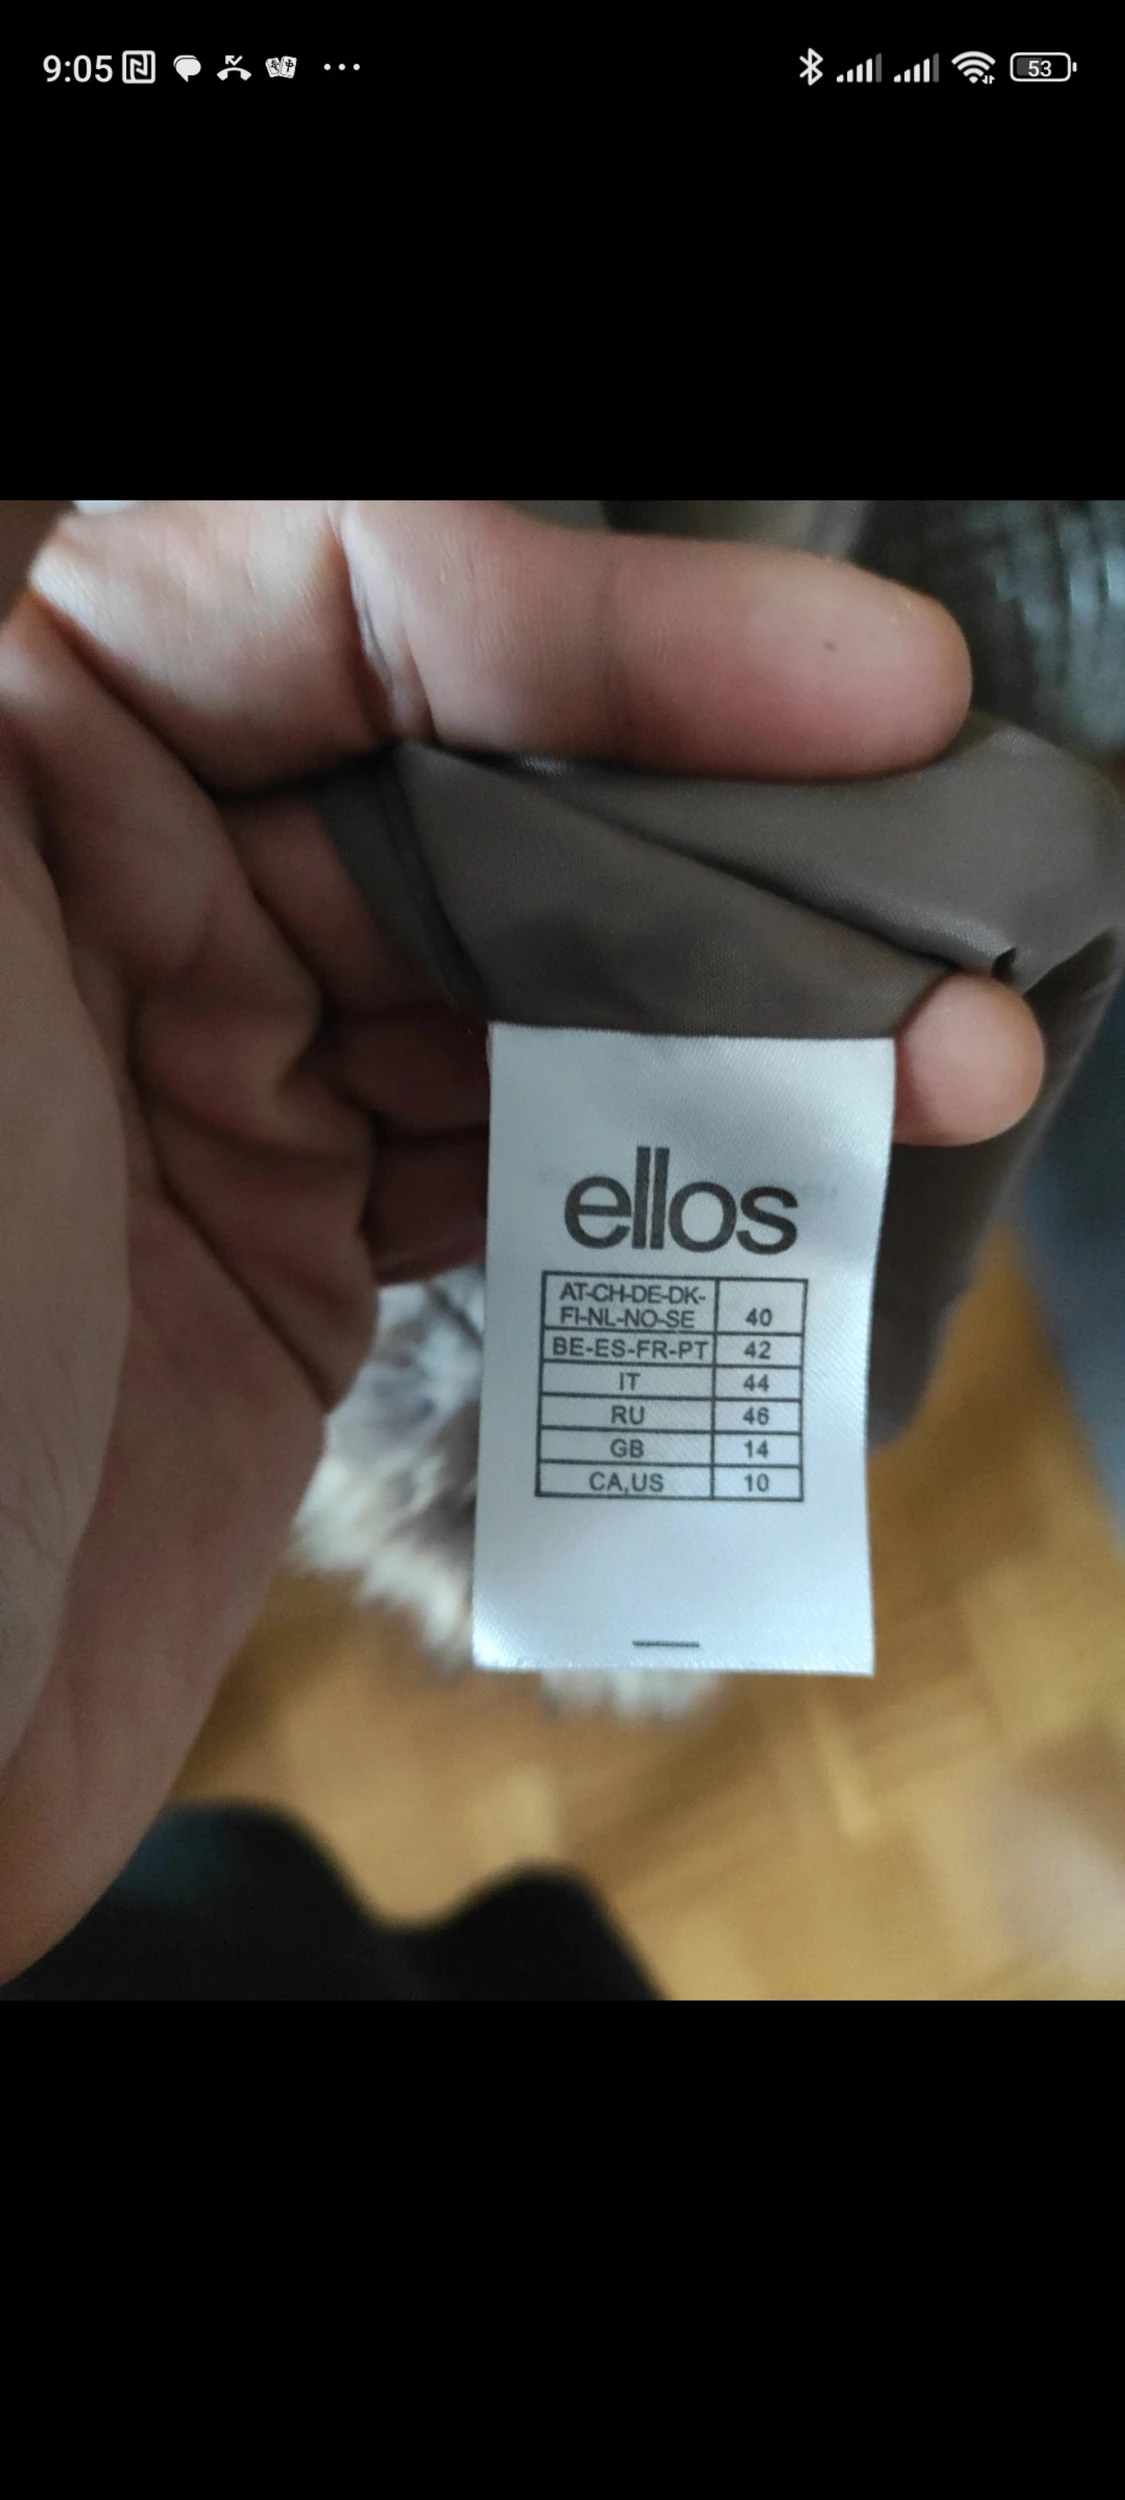 9:05
53
ellos
AT-CH-DE-DK-
FI-NL-NO-SE 40
BE-ES-FR-PT 42
IT 44
RU 46
GB 14
CA,US 10